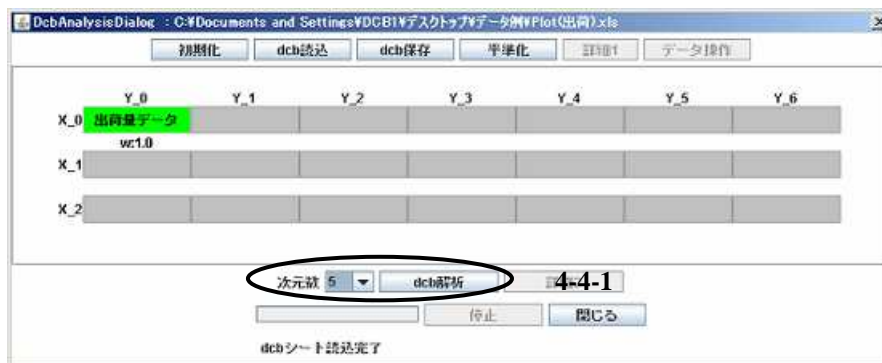 DcbAnalysisDialog : C:¥Documents and Settings¥DCB1¥デスクトップ¥データ例¥Plot(出荷).xls
初期化 dcb読込 dcb保存 平準化 詳細1 データ操作
Y_0 Y_1 Y_2 Y_3 Y_4 Y_5 Y_6
X_0 出荷量データ
w:1.0
X_1
X_2
次元数 5 dcb解析 4-4-1
停止 閉じる
dcbシート読込完了